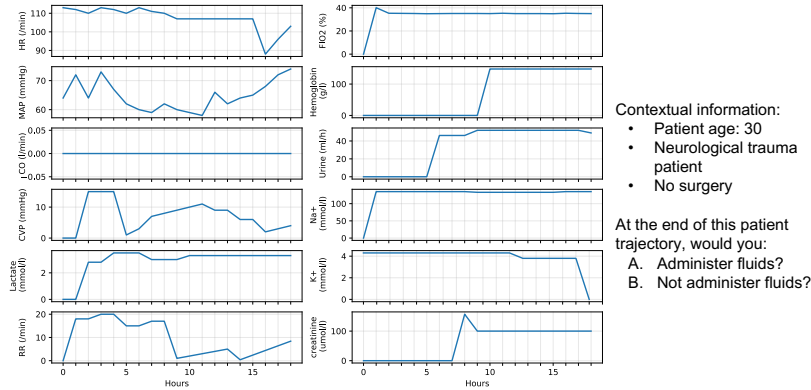 HR (/min)
110
100
90
MAP (mmHg)
70
60
CO (l/min)
0.05
0.00
0.05
CVP (mmHg)
10
0
Lactate
(mmol/l)
2
0
RR (/min)
20
10
0
0
5
10
15
Hours
FIO2 (%)
40
20
0
Hemoglobin
(g/l)
100
0
Urine (ml/h)
40
20
0
Na+
(mmol/l)
100
50
0
K+
(mmol/l)
4
2
0
creatinine
(umol/l)
100
0
0
5
10
15
Hours
Contextual information:
• Patient age: 30
• Neurological trauma
patient
• No surgery
At the end of this patient
trajectory, would you:
A. Administer fluids?
B. Not administer fluids?